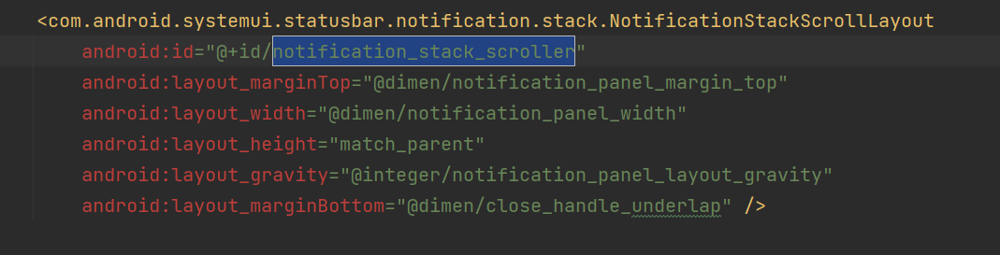 <com.android.systemui.statusbar.notification.stack.NotificationStackScrollLayout
android:id="@+id/notification_stack_scroller"
android:layout_marginTop="@dimen/notification_panel_margin_top"
android:layout_width="@dimen/notification_panel_width"
android:layout_height="match_parent"
android:layout_gravity="@integer/notification_panel_layout_gravity"
android:layout_marginBottom="@dimen/close_handle_underlap" />